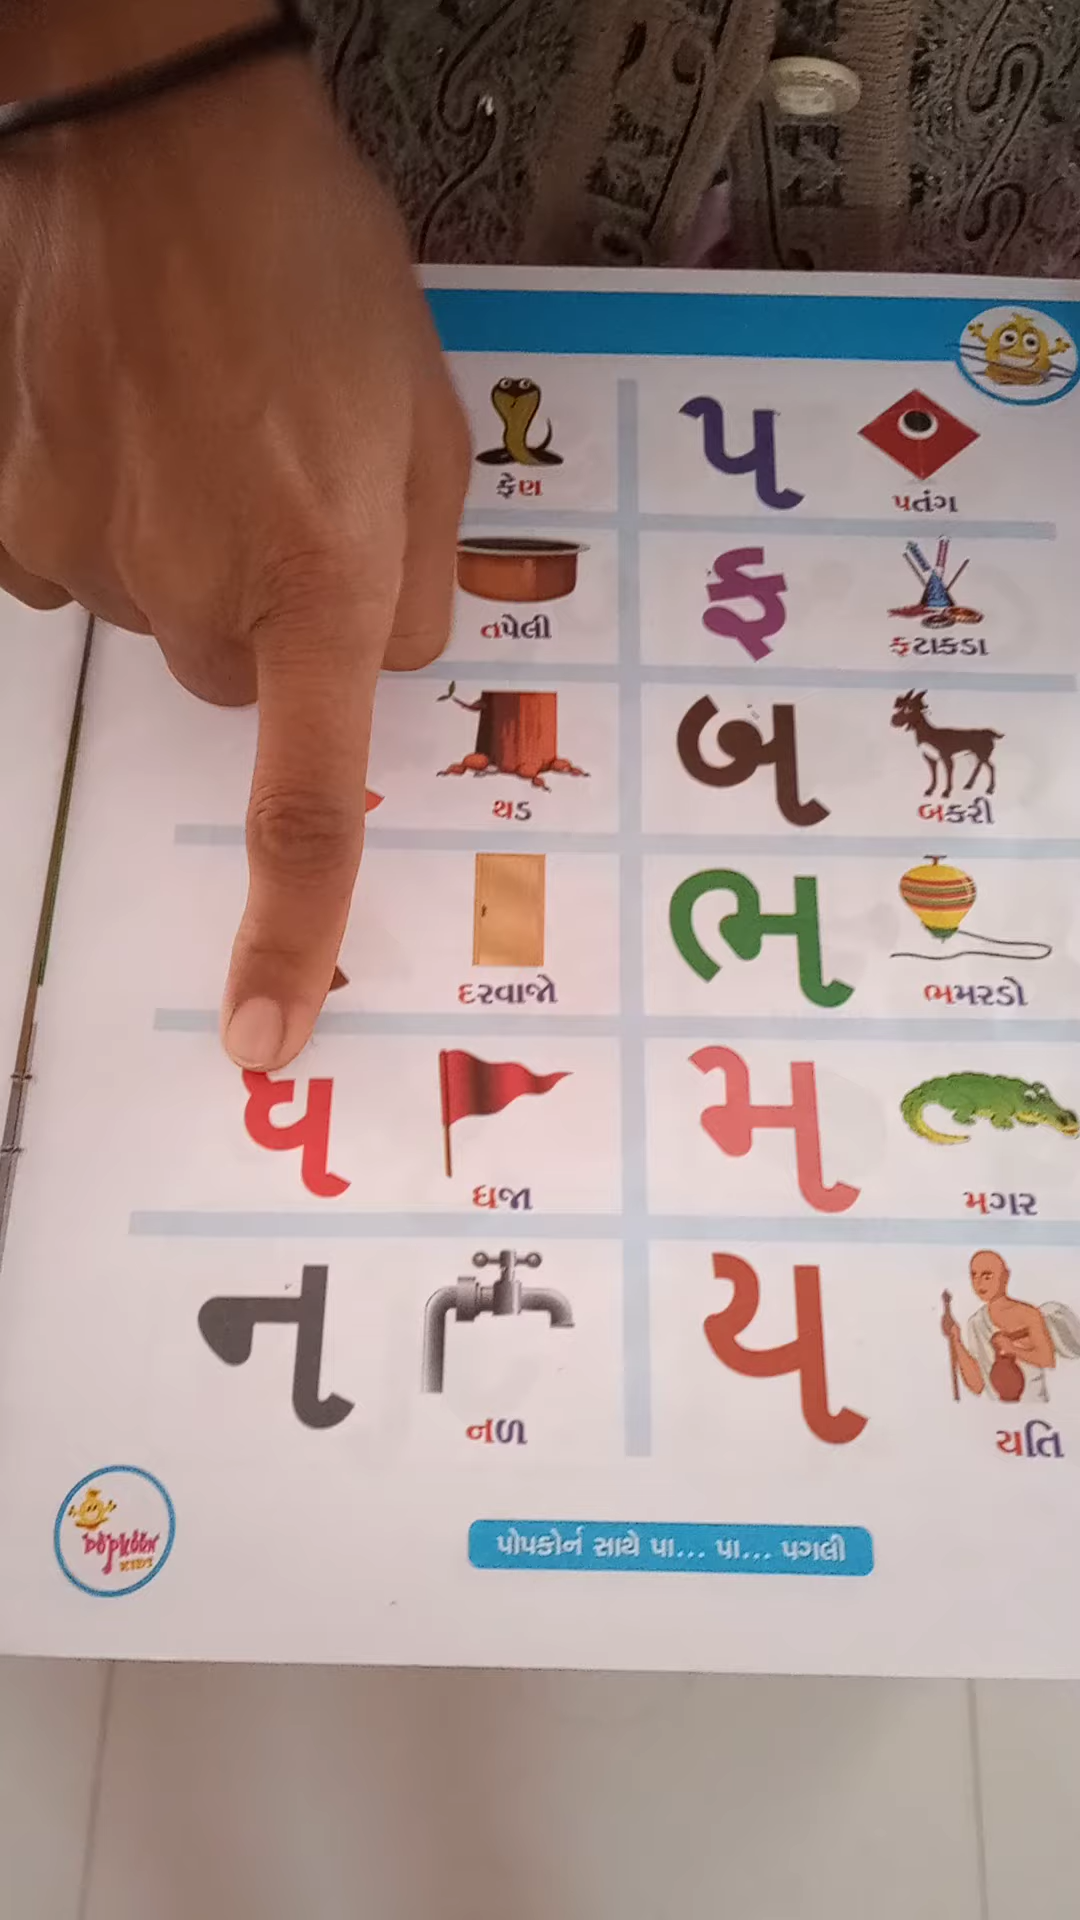 ફેણ
પ
પતંગ
તપેલી
ફ
ફટાકડા
થડ
બ
બકરી
દરવાજો
ભ
ભમરડો
ધ
ધજા
મ
મગર
ન
નળ
ય
યતિ
પોપકોર્ન સાથે પા... પા... પગલી